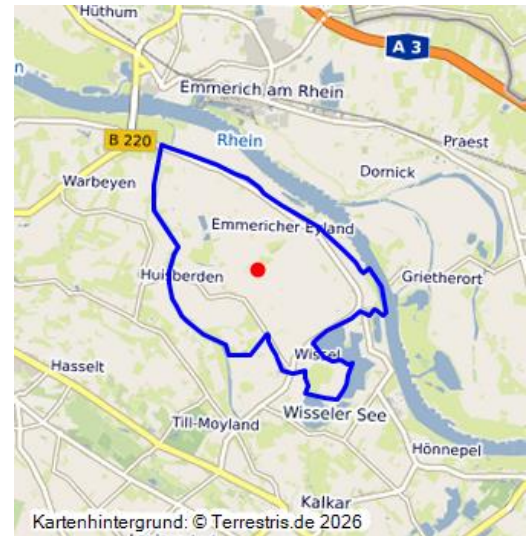 Hüthum
A 3
Emmerich am Rhein
B 220
Rhein
Praest
Warbeyen
Dornick
Emmericher Eyland
Huisberden
Grietherort
Wissel
Hasselt
Wisseler See
Till-Moyland
Hönnepel
Kalkar
Kartenhintergrund: © Terrestris.de 2026